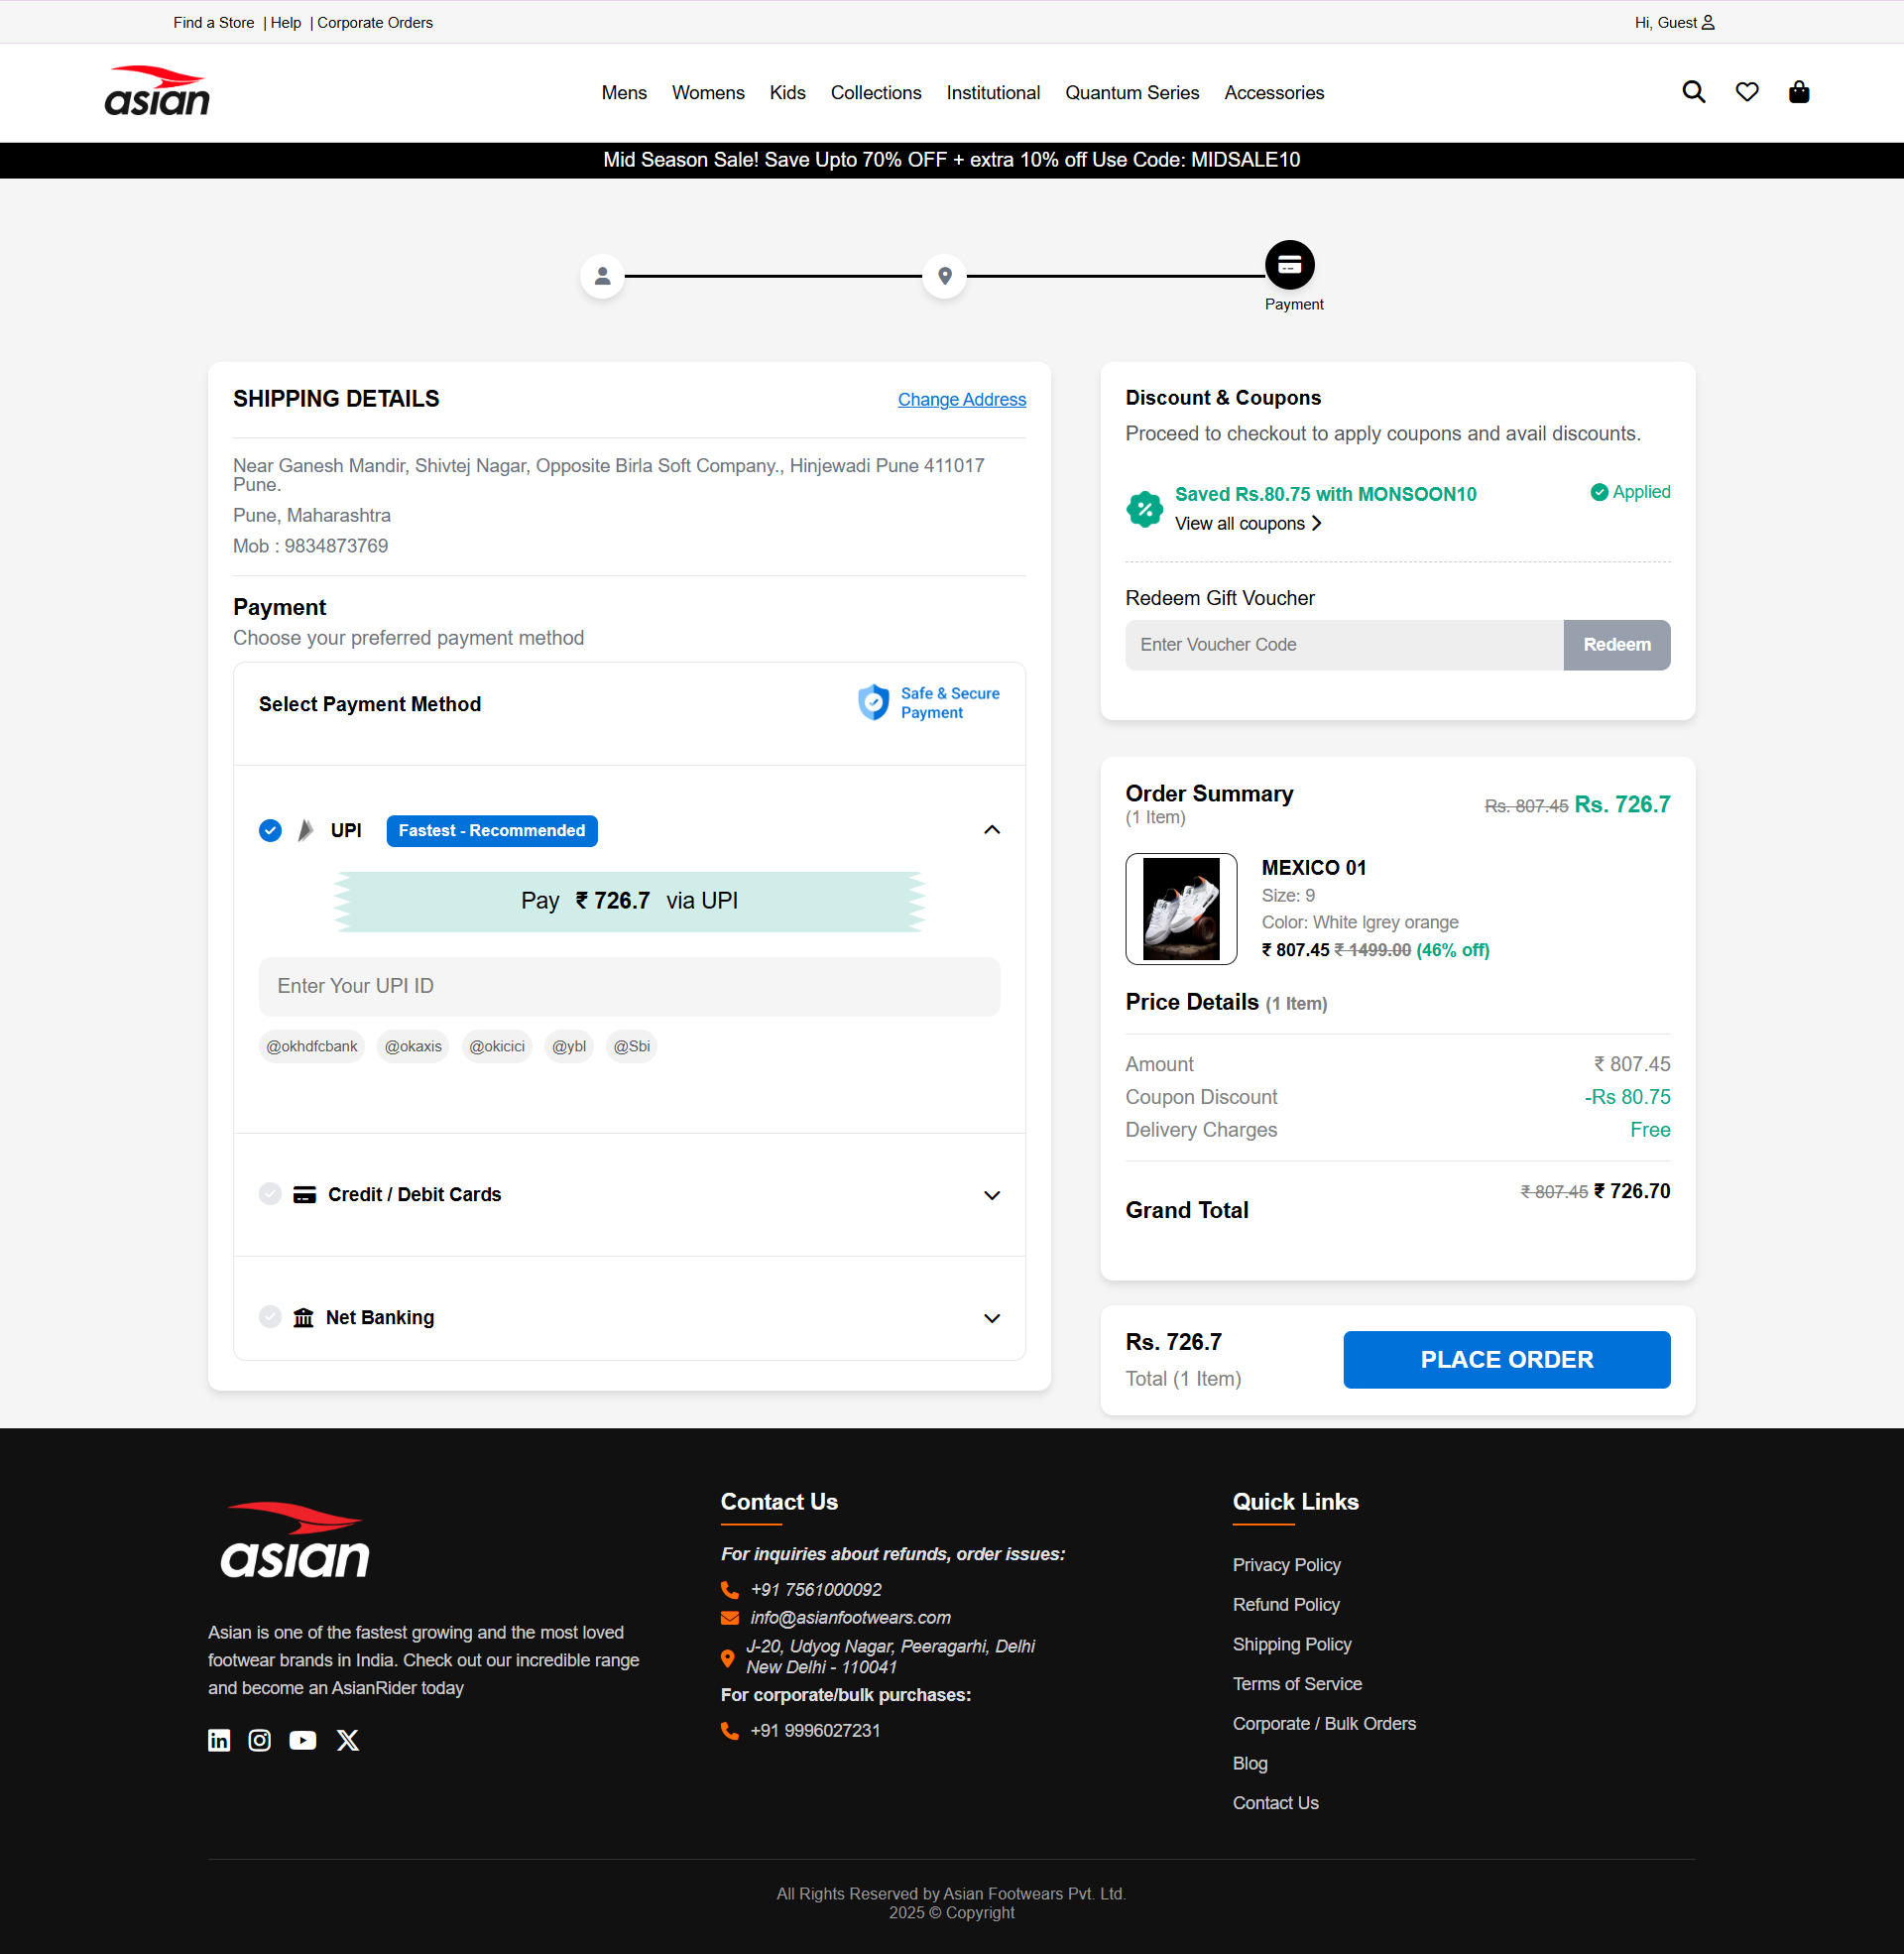 Find a Store | Help | Corporate Orders
Hi, Guest
asian
Mens Womens Kids Collections Institutional Quantum Series Accessories
Mid Season Sale! Save Upto 70% OFF + extra 10% off Use Code: MIDSALE10
Payment
SHIPPING DETAILS
Change Address
Near Ganesh Mandir, Shivtej Nagar, Opposite Birla Soft Company., Hinjewadi Pune 411017
Pune.
Pune, Maharashtra
Mob : 9834873769
Payment
Choose your preferred payment method
Select Payment Method
Safe & Secure
Payment
UPI
Fastest - Recommended
Pay ₹ 726.7 via UPI
Enter Your UPI ID
@okhdfcbank @okaxis @okicici @ybl @Sbi
Credit / Debit Cards
Net Banking
Discount & Coupons
Proceed to checkout to apply coupons and avail discounts.
Saved Rs.80.75 with MONSOON10
Applied
View all coupons
Redeem Gift Voucher
Enter Voucher Code
Redeem
Order Summary
(1 Item)
Rs. 807.45 Rs. 726.7
MEXICO 01
Size: 9
Color: White lgrey orange
₹ 807.45 ₹ 1499.00 (46% off)
Price Details (1 Item)
Amount ₹ 807.45
Coupon Discount -Rs 80.75
Delivery Charges Free
Grand Total ₹ 807.45 ₹ 726.70
Rs. 726.7
Total (1 Item)
PLACE ORDER
asian
Asian is one of the fastest growing and the most loved
footwear brands in India. Check out our incredible range
and become an AsianRider today
Contact Us
For inquiries about refunds, order issues:
+91 7561000092
info@asianfootwears.com
J-20, Udyog Nagar, Peeragarhi, Delhi
New Delhi - 110041
For corporate/bulk purchases:
+91 9996027231
Quick Links
Privacy Policy
Refund Policy
Shipping Policy
Terms of Service
Corporate / Bulk Orders
Blog
Contact Us
All Rights Reserved by Asian Footwears Pvt. Ltd.
2025 © Copyright